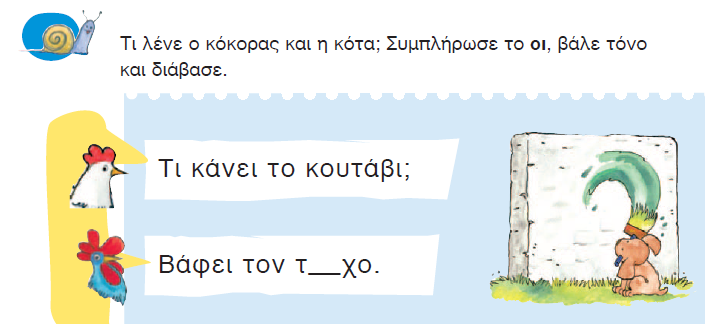 Τι λένε ο κόκορας και η κότα; Συμπλήρωσε το οι, βάλε τόνο
και διάβασε.
Τι κάνει το κουτάβι;
Βάφει τον τ__χο.